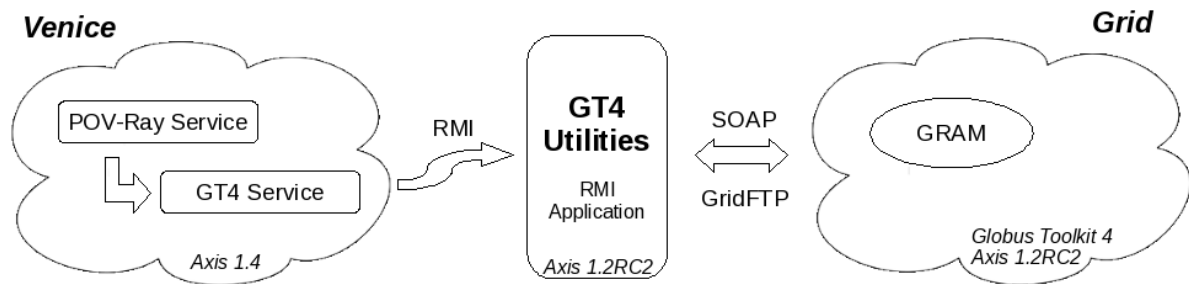 Venice
POV-Ray Service
GT4 Service
Axis 1.4
RMI
GT4
Utilities
RMI
Application
Axis 1.2RC2
SOAP
GridFTP
Grid
GRAM
Globus Toolkit 4
Axis 1.2RC2